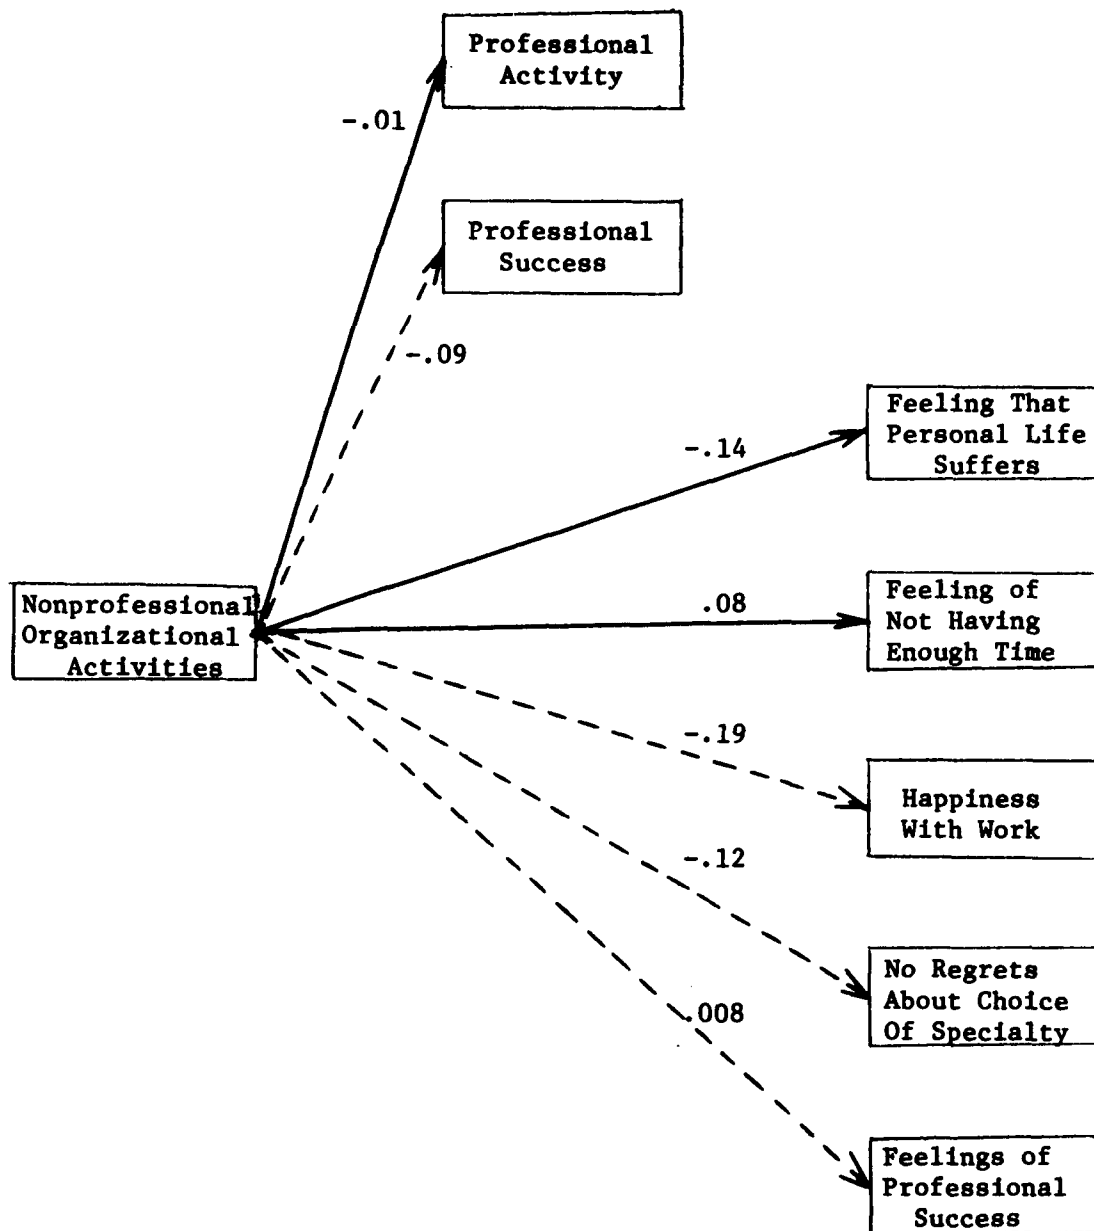 Professional
Activity
-.01
Professional
Success
-.09
Feeling That
Personal Life
Suffers
-.14
Nonprofessional
Organizational
Activities
.08
Feeling of
Not Having
Enough Time
-.19
Happiness
With Work
-.12
No Regrets
About Choice
Of Specialty
.008
Feelings of
Professional
Success